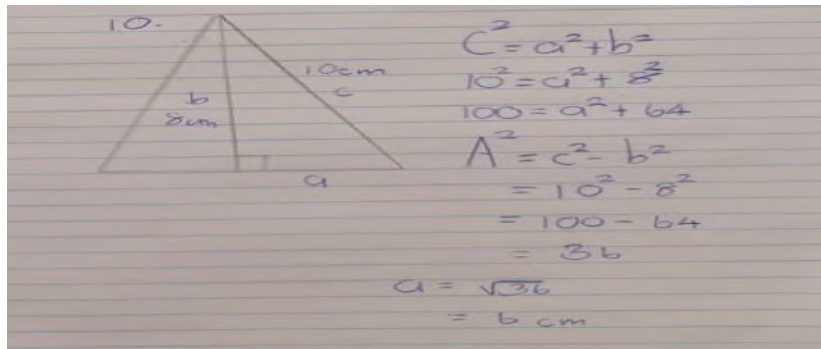 10.
b
8cm
10cm
c
a
C² = a² + b²
10² = a² + 8²
100 = a² + 64
A² = c² - b²
= 10² - 8²
= 100 - 64
= 36
a = √36
= 6 cm